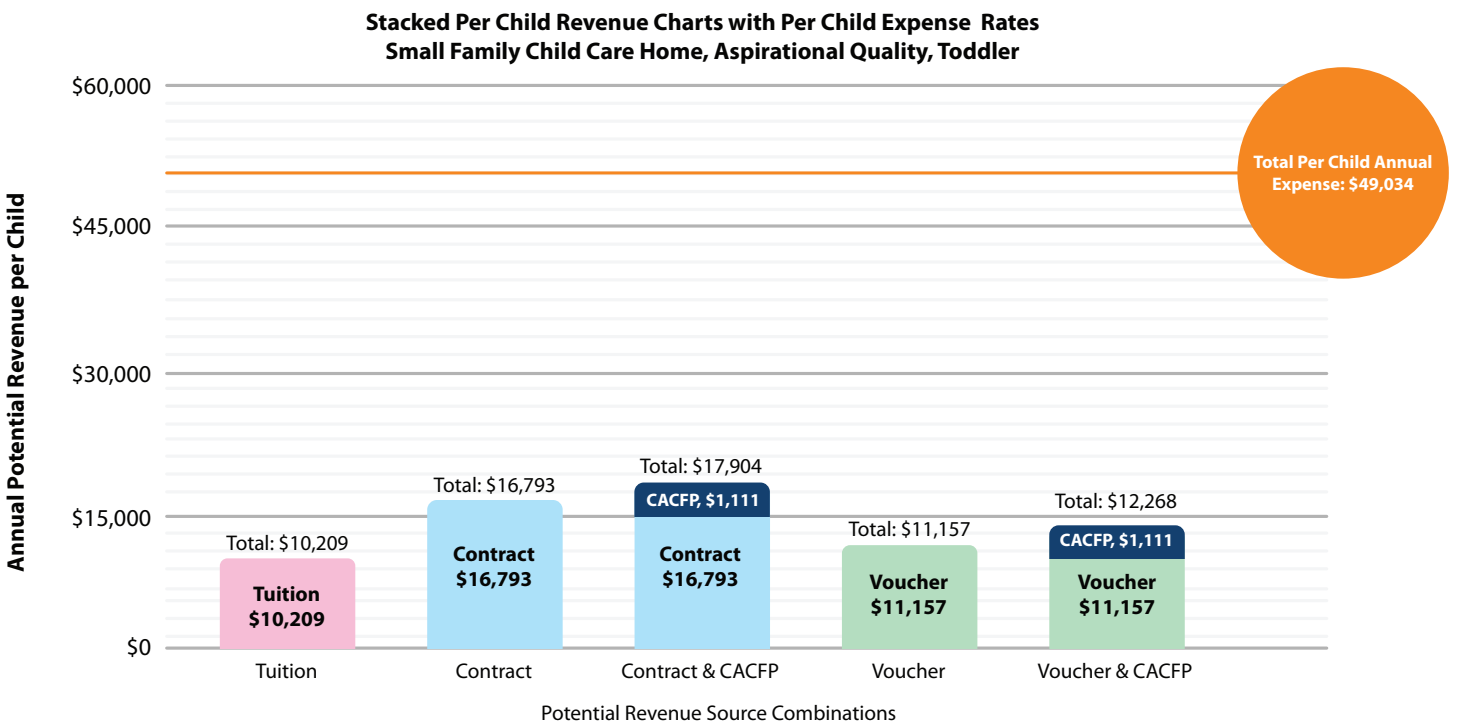 Stacked Per Child Revenue Charts with Per Child Expense Rates
Small Family Child Care Home, Aspirational Quality, Toddler
Annual Potential Revenue per Child
$60,000
$45,000
$30,000
$15,000
$0
Total Per Child Annual
Expense: $49,034
Total: $10,209
Tuition
$10,209
Total: $16,793
Contract
$16,793
Total: $17,904
CACFP, $1,111
Contract
$16,793
Total: $11,157
Voucher
$11,157
Total: $12,268
CACFP, $1,111
Voucher
$11,157
Tuition
Contract
Contract & CACFP
Voucher
Voucher & CACFP
Potential Revenue Source Combinations